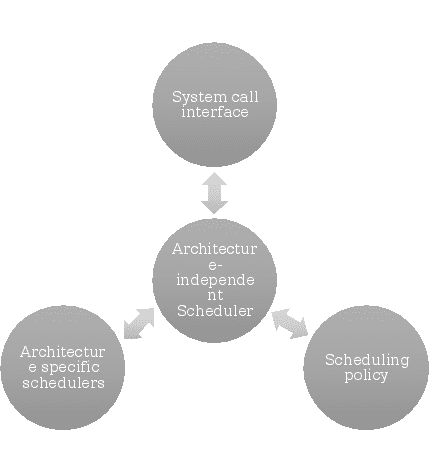 System call
interface
Architectur
e-
independe
nt
Scheduler
Architectur
e specific
schedulers
Scheduling
policy